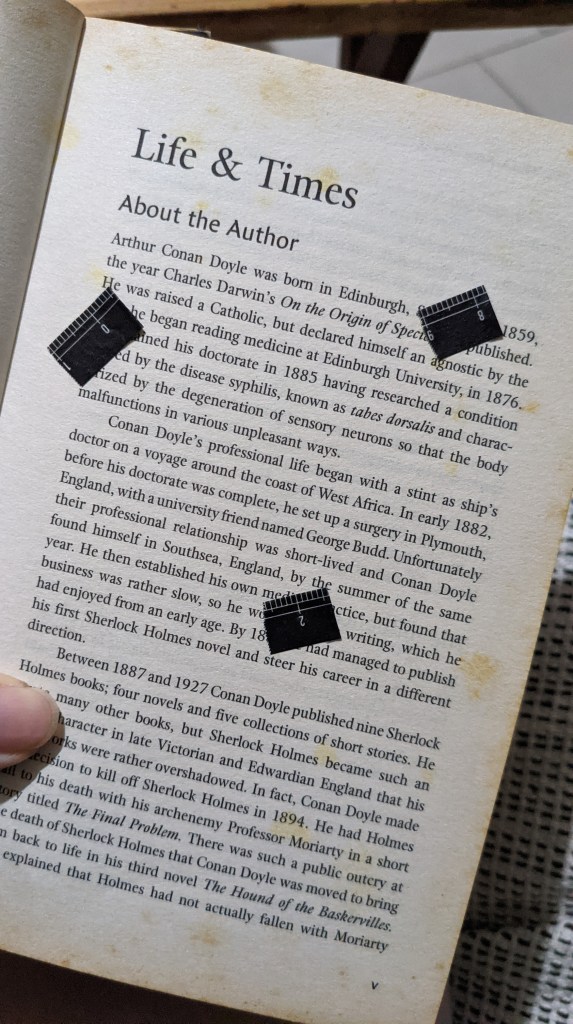 Life & Times
About the Author
Arthur Conan Doyle was born in Edinburgh, 1859,
the year Charles Darwin's On the Origin of published.
He was raised a Catholic, but declared himself an agnostic by the
he began reading medicine at Edinburgh University, in 1876.
his doctorate in 1885 having researched a condition
by the disease syphilis, known as tabes dorsalis and charac-
by the degeneration of sensory neurons so that the body
malfunctions in various unpleasant ways.
Conan Doyle's professional life began with a stint as ship's
doctor on a voyage around the coast of West Africa. In early 1882,
before his doctorate was complete, he set up a surgery in Plymouth,
England, with a university friend named George Budd. Unfortunately
their professional relationship was short-lived and Conan Doyle
found himself in Southsea, England, by the summer of the same
year. He then established his own but found that
business was rather slow, so he writing, which he
had enjoyed from an early age. By had managed to publish
his first Sherlock Holmes novel and steer his career in a different
direction.
Between 1887 and 1927 Conan Doyle published nine Sherlock
Holmes books; four novels and five collections of short stories. He
many other books, but Sherlock Holmes became such an
in late Victorian and Edwardian England that his
were rather overshadowed. In fact, Conan Doyle made
to kill off Sherlock Holmes in 1894. He had Holmes
to his death with his archenemy Professor Moriarty in a short
titled The Final Problem. There was such a public outcry at
death of Sherlock Holmes that Conan Doyle was moved to bring
back to life in his third novel The Hound of the Baskervilles.
explained that Holmes had not actually fallen with Moriarty
v